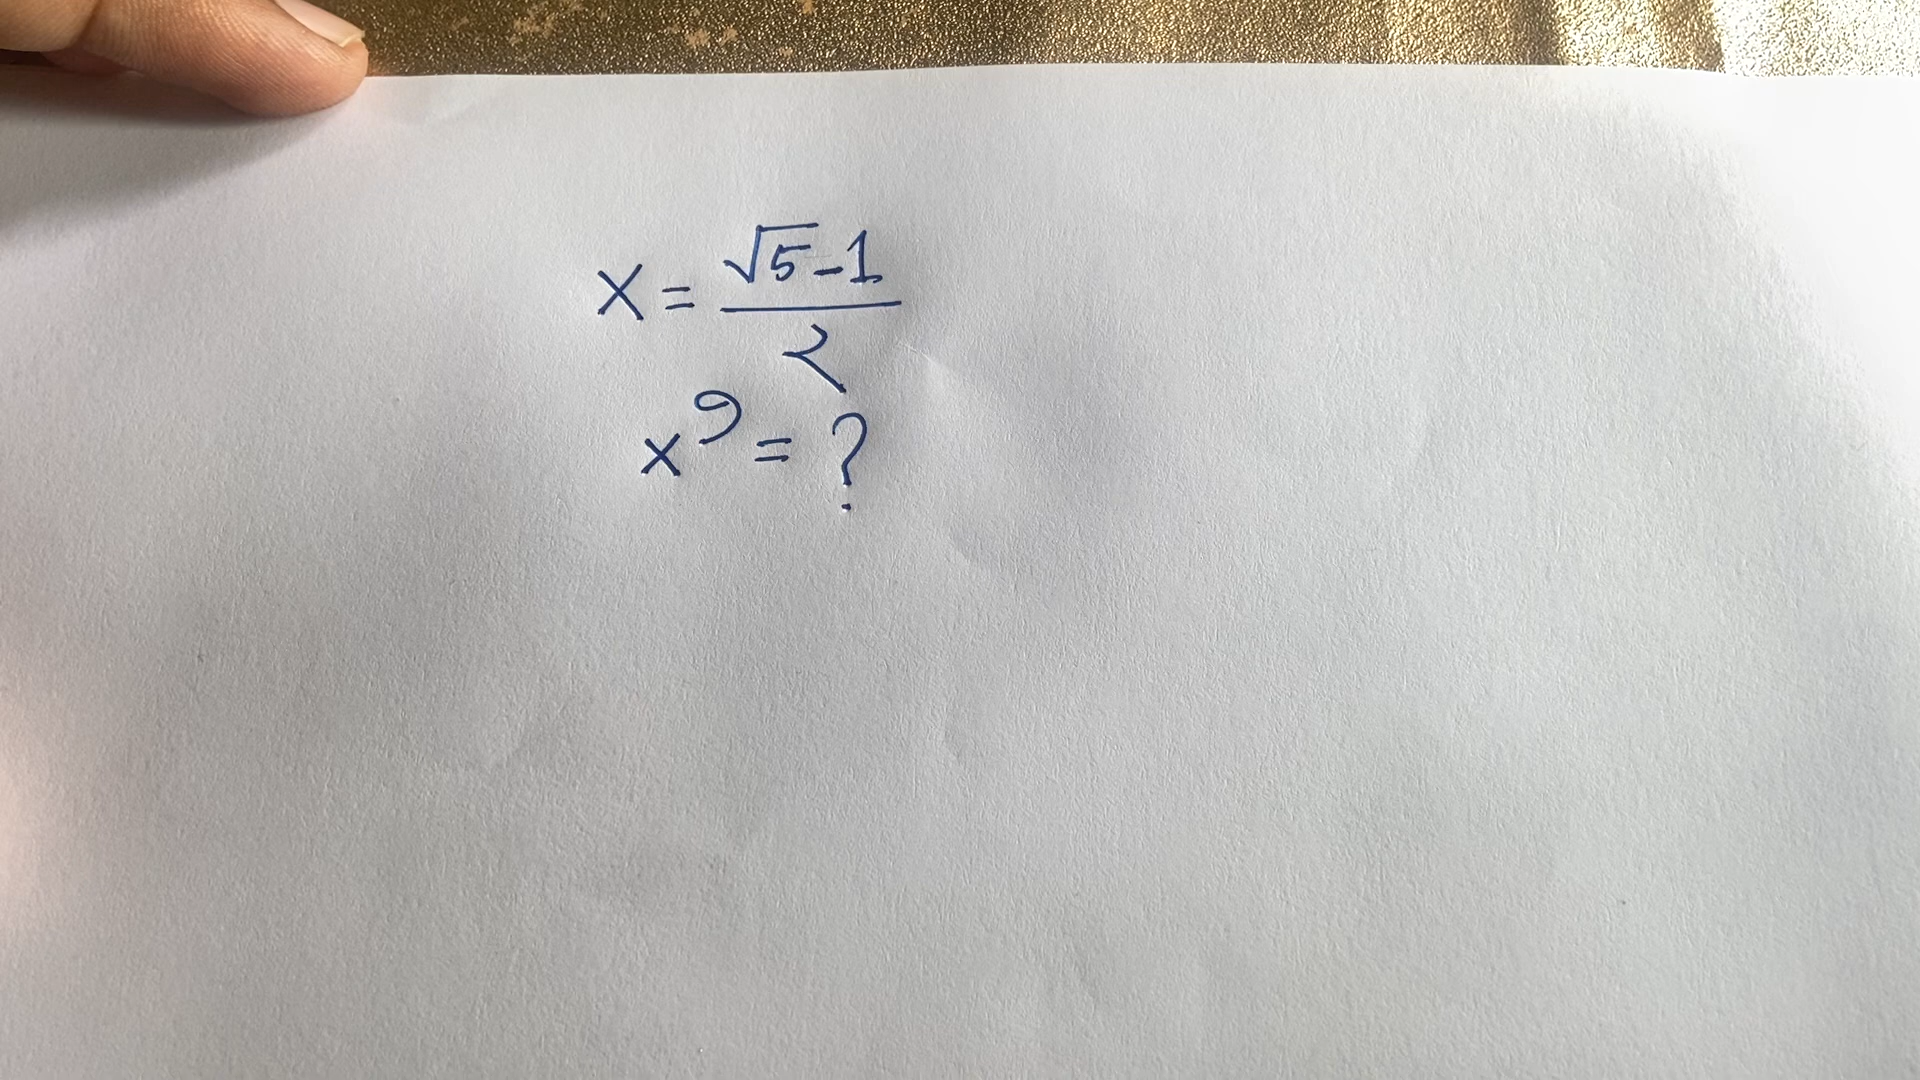 x = (√5-1)/2
x⁹ = ?